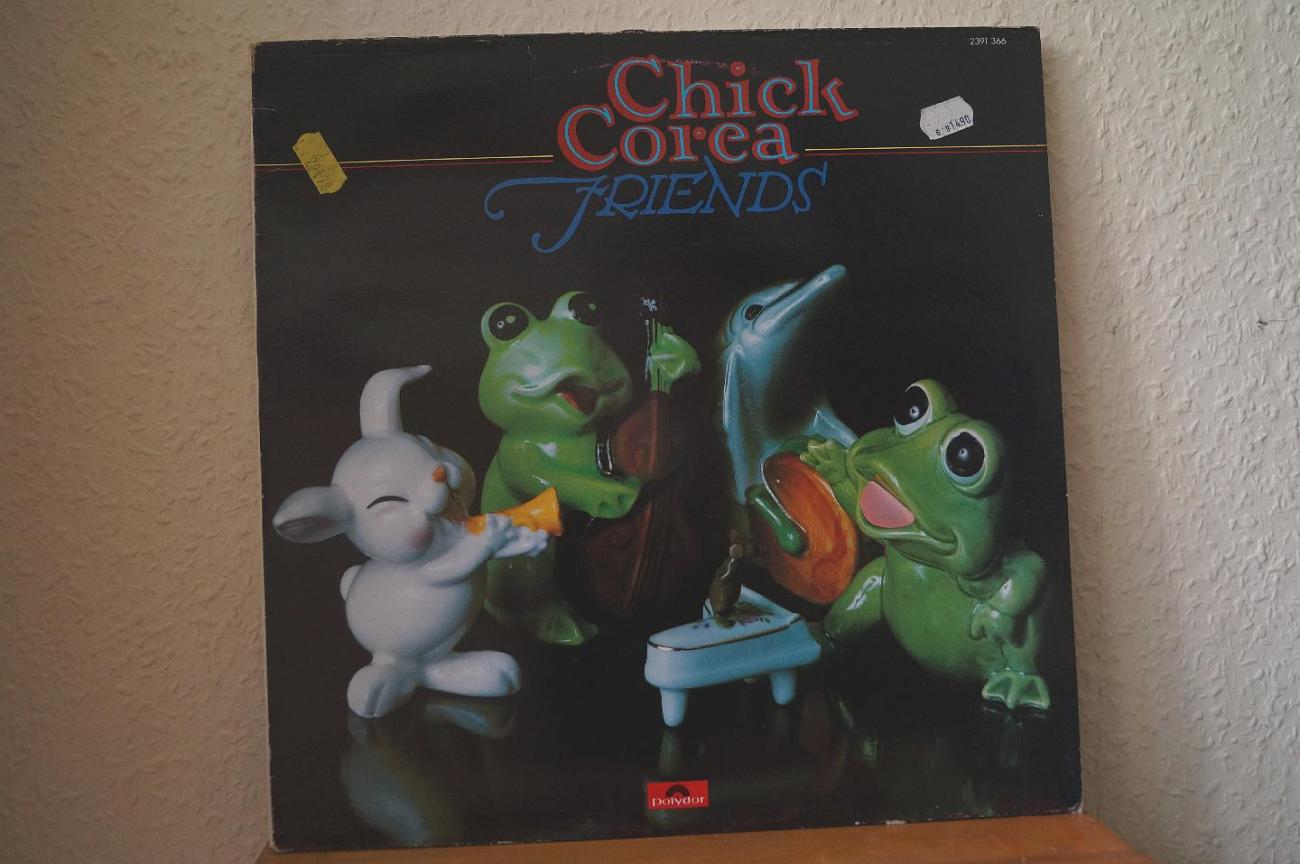 2391 366
Chick
Corea
FRIENDS
polydor